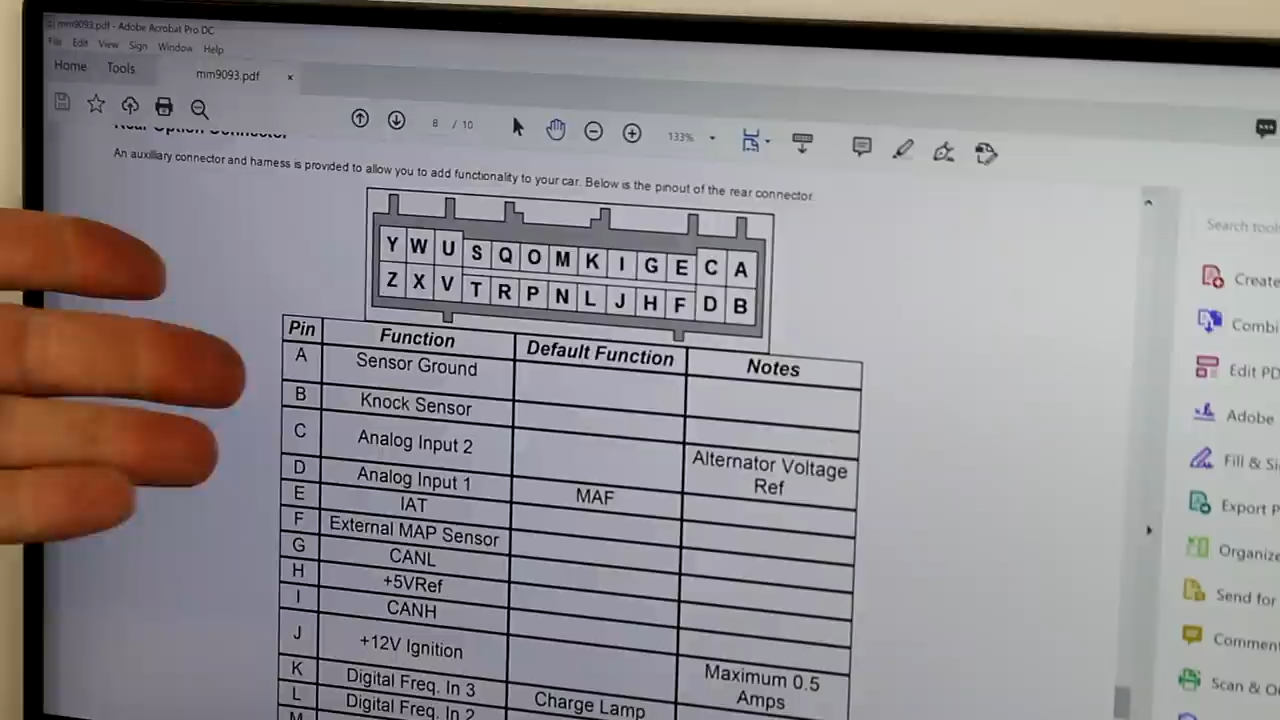 mm9093.pdf - Adobe Acrobat Pro DC
File Edit View Sign Window Help
Home Tools mm9093.pdf ×
8 / 10 133%
Rear Option Connector
An auxiliary connector and harness is provided to allow you to add functionality to your car. Below is the pinout of the rear connector.
Y W U S Q O M K I G E C A
Z X V T R P N L J H F D B
Pin Function Default Function Notes
A Sensor Ground
B Knock Sensor
C Analog Input 2 Alternator Voltage
Ref
D Analog Input 1 MAF
E IAT
F External MAP Sensor
G CANL
H +5VRef
I CANH
J +12V Ignition Maximum 0.5
Amps
K Digital Freq. In 3
L Digital Freq. In 2 Charge Lamp
M
Search tool
Create
Combi
Edit PD
Adobe
Fill & Si
Export P
Organize
Send for
Comment
Scan & O